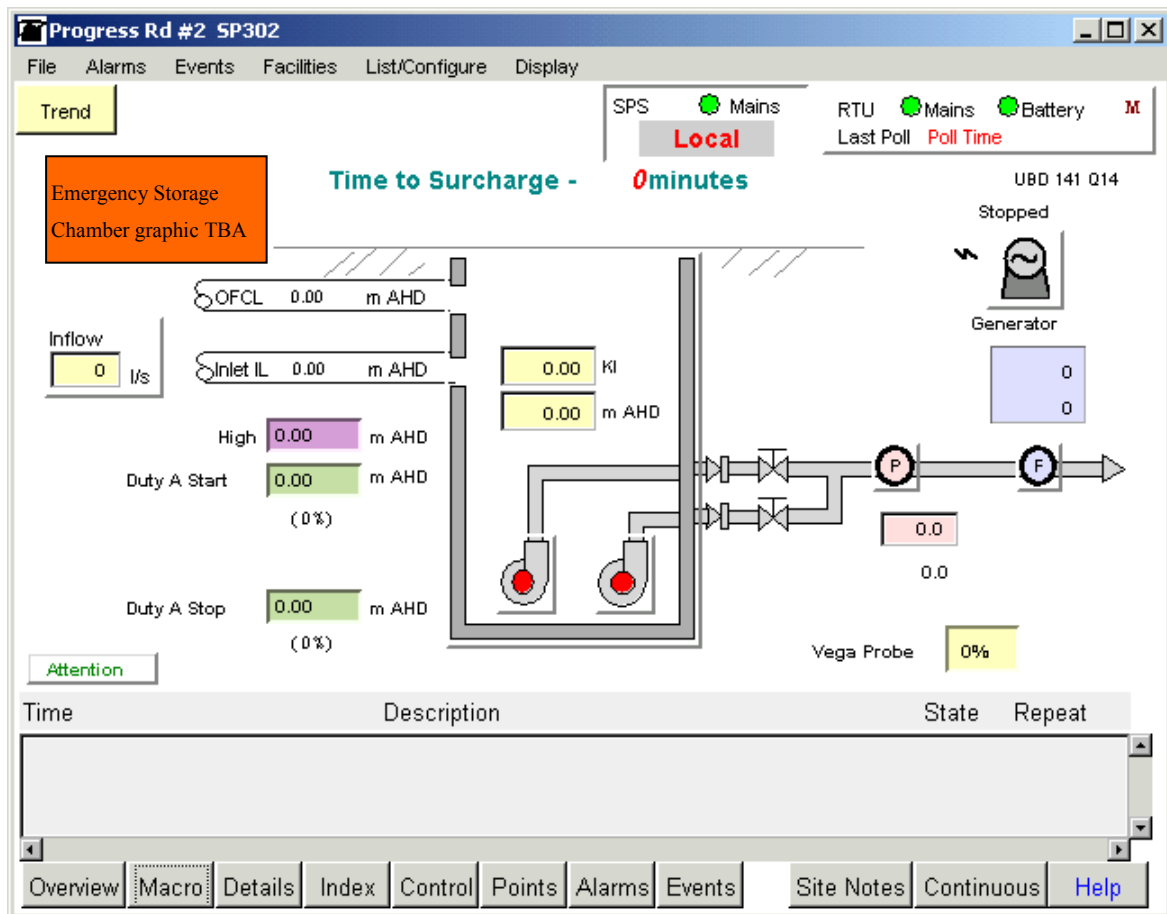 Progress Rd #2 SP302
File Alarms Events Facilities List/Configure Display
Trend
SPS Mains
Local
RTU Mains Battery M
Last Poll Poll Time
Emergency Storage
Chamber graphic TBA
Time to Surcharge - 0minutes
UBD 141 Q14
Stopped
OFCL 0.00 m AHD
Generator
Inflow
0 l/s
Inlet IL 0.00 m AHD
0.00 Kl
0.00 m AHD
0
0
High 0.00 m AHD
Duty A Start 0.00 m AHD
(0%)
P
F
0.0
0.0
Duty A Stop 0.00 m AHD
(0%)
Vega Probe 0%
Attention
Time Description State Repeat
Overview Macro Details Index Control Points Alarms Events Site Notes Continuous Help